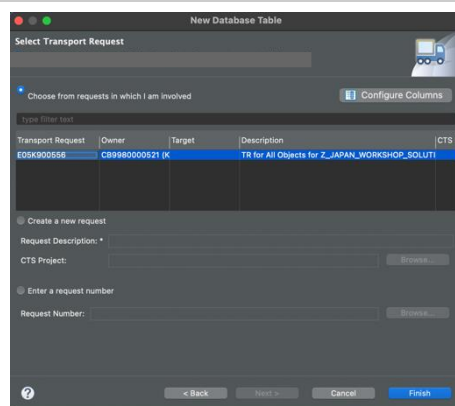 New Database Table
Select Transport Request
Choose from requests in which I am involved
Configure Columns
type filter text
Transport Request Owner Target Description CTS
E05K900556 CB9980000521 (K TR for All Objects for Z_JAPAN_WORKSHOP_SOLUTI
Create a new request
Request Description: *
CTS Project: Browse...
Enter a request number
Request Number: Browse...
? < Back Next > Cancel Finish